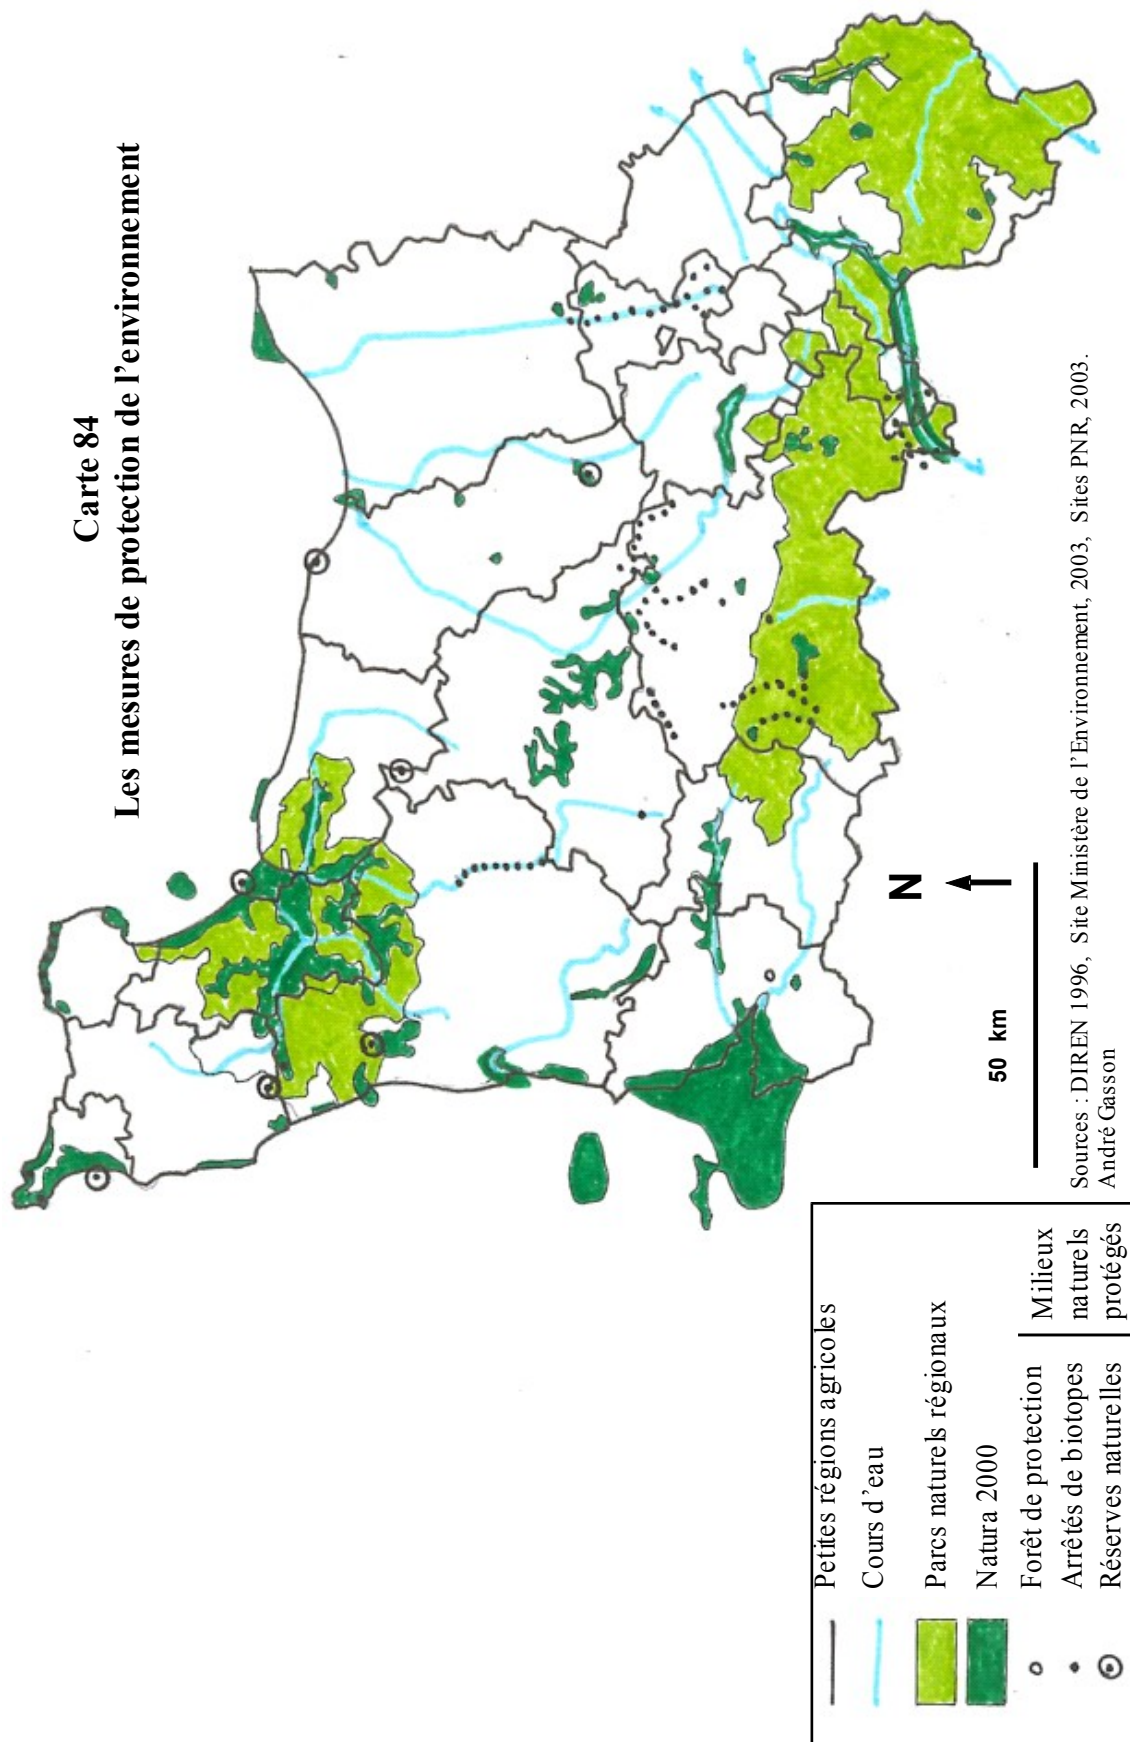 Carte 84
Les mesures de protection de l'environnement
N
50 km
Sources : DIREN 1996, Site Ministère de l'Environnement, 2003, Sites PNR, 2003.
André Gasson
Petites régions agricoles
Cours d'eau
Parcs naturels régionaux
Natura 2000
Forêt de protection
Arrêtés de biotopes
Réserves naturelles
Milieux
naturels
protégés